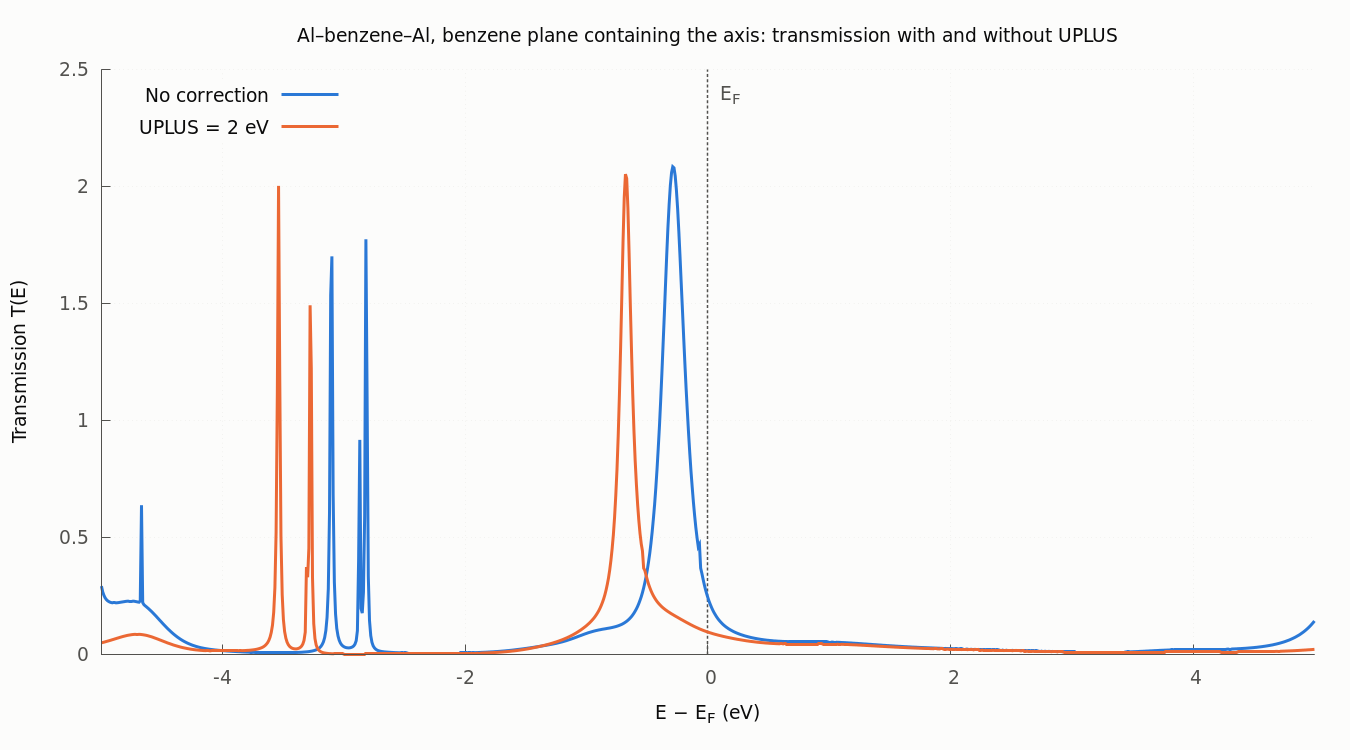 Al–benzene–Al, benzene plane containing the axis: transmission with and without UPLUS
2.5
2
1.5
1
0.5
0
No correction
UPLUS = 2 eV
E_F
Transmission T(E)
-4
-2
0
2
4
E − E_F (eV)